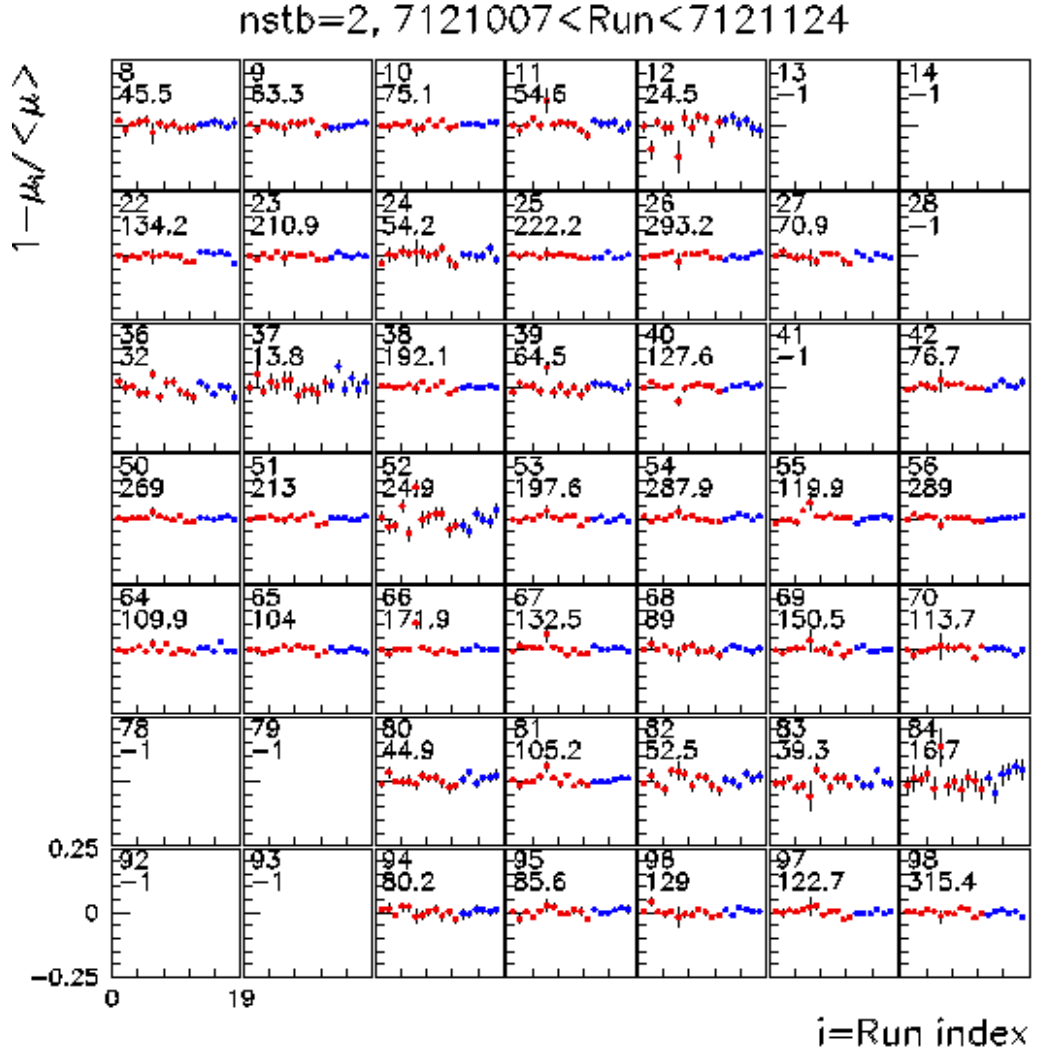 nstb=2, 7121007<Run<7121124
1-μi/<μ>
8 9 10 11 12 13 14
45.5 63.3 75.1 54.6 24.5 -1 -1
22 23 24 25 26 27 28
134.2 210.9 54.2 222.2 293.2 70.9 -1
36 37 38 39 40 41 42
32 13.8 192.1 64.5 127.6 -1 76.7
50 51 52 53 54 55 56
269 213 24.9 197.6 287.9 119.9 289
64 65 66 67 68 69 70
109.9 104 171.9 132.5 89 150.5 113.7
78 79 80 81 82 83 84
-1 -1 44.9 105.2 52.5 39.3 16.7
0.25
92 93 94 95 96 97 98
-1 -1 80.2 85.6 129 122.7 315.4
0
-0.25
0 19
i=Run index